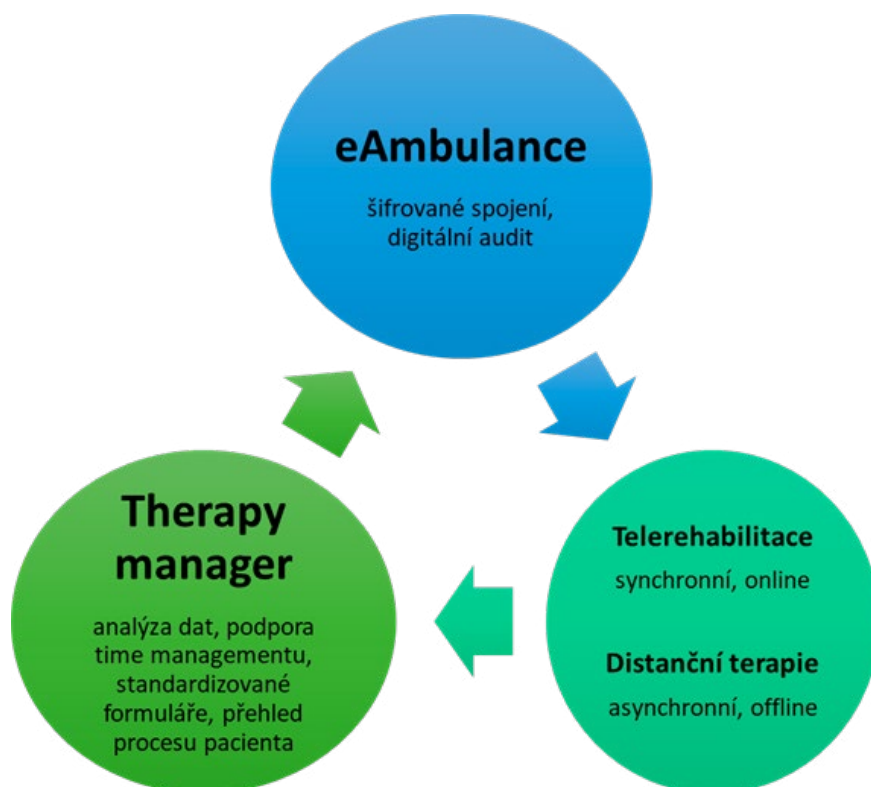 eAmbulance
šifrované spojení,
digitální audit
Therapy
manager
analýza dat, podpora
time managementu,
standardizované
formuláře, přehled
procesu pacienta
Telerehabilitace
synchronní, online
Distanční terapie
asynchronní, offline